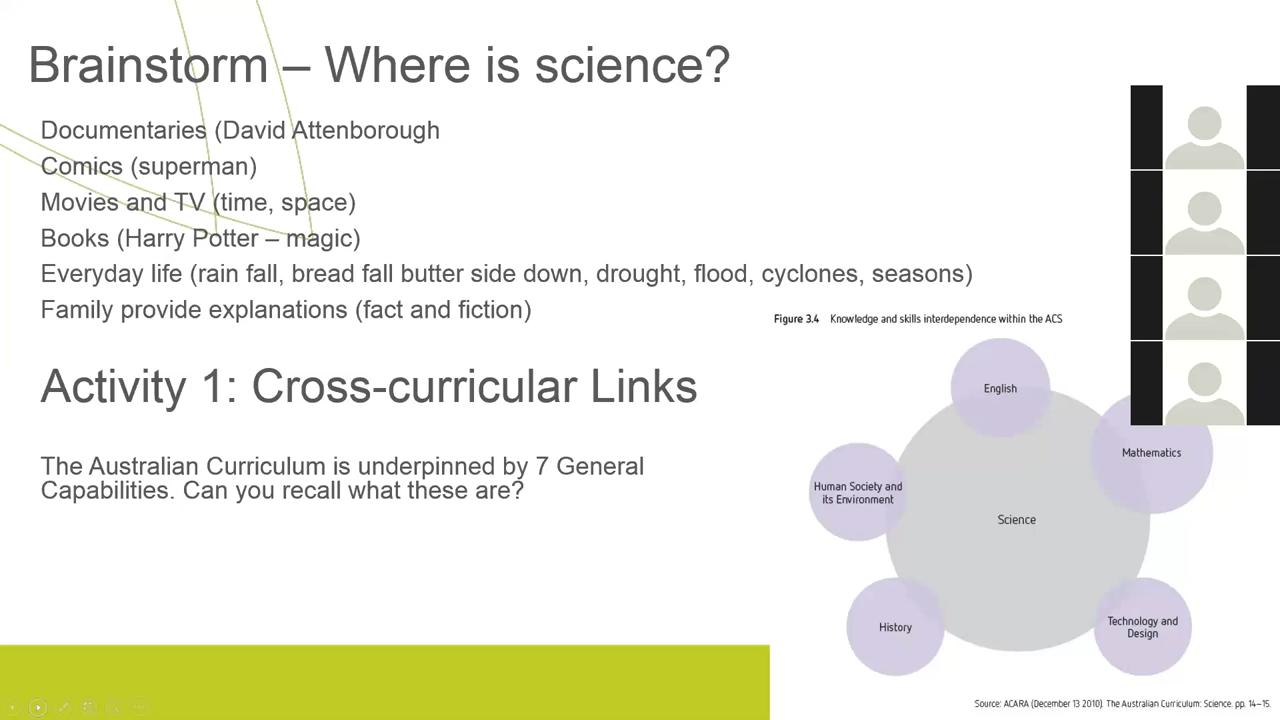 Brainstorm – Where is science?
Documentaries (David Attenborough
Comics (superman)
Movies and TV (time, space)
Books (Harry Potter – magic)
Everyday life (rain fall, bread fall butter side down, drought, flood, cyclones, seasons)
Family provide explanations (fact and fiction)
Activity 1: Cross-curricular Links
The Australian Curriculum is underpinned by 7 General
Capabilities. Can you recall what these are?
Figure 3.4 Knowledge and skills interdependence within the ACS
English
Mathematics
Human Society and
its Environment
Science
History
Technology and
Design
Source: ACARA (December 13 2010). The Australian Curriculum: Science. pp. 14–15.